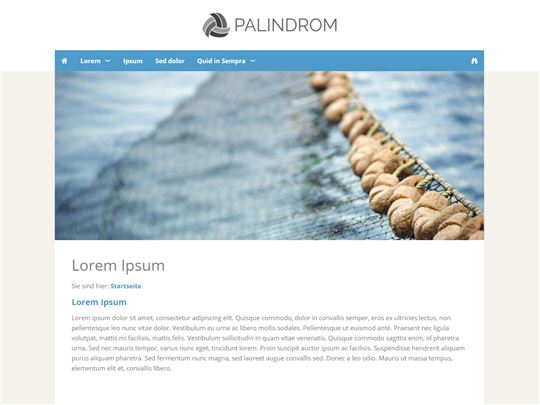 PALINDROM
Lorem Ipsum Sed dolor Quid in Sempra
Lorem Ipsum
Sie sind hier: Startseite
Lorem Ipsum
Lorem ipsum dolor sit amet, consectetur adipiscing elit. Quisque commodo, dolor in convallis semper, eros ex ultricies lectus, non
pellentesque leo nunc vitae dolor. Vestibulum eu urna ac libero mollis sodales. Pellentesque ut euismod ante. Praesent nec ligula
volutpat, mattis mi facilisis, mattis felis. Vestibulum sollicitudin in quam vitae venenatis. Quisque commodo sagittis enim, id pharetra
urna. Sed nec mauris tempor, varius nunc eget, tincidunt lorem. Proin suscipit auctor ipsum ac facilisis. Suspendisse hendrerit aliquam
purus aliquam pharetra. Sed fermentum nunc magna, sed laoreet augue convallis sed. Donec a leo odio. Mauris ut massa tempus,
elementum elit et, convallis libero.